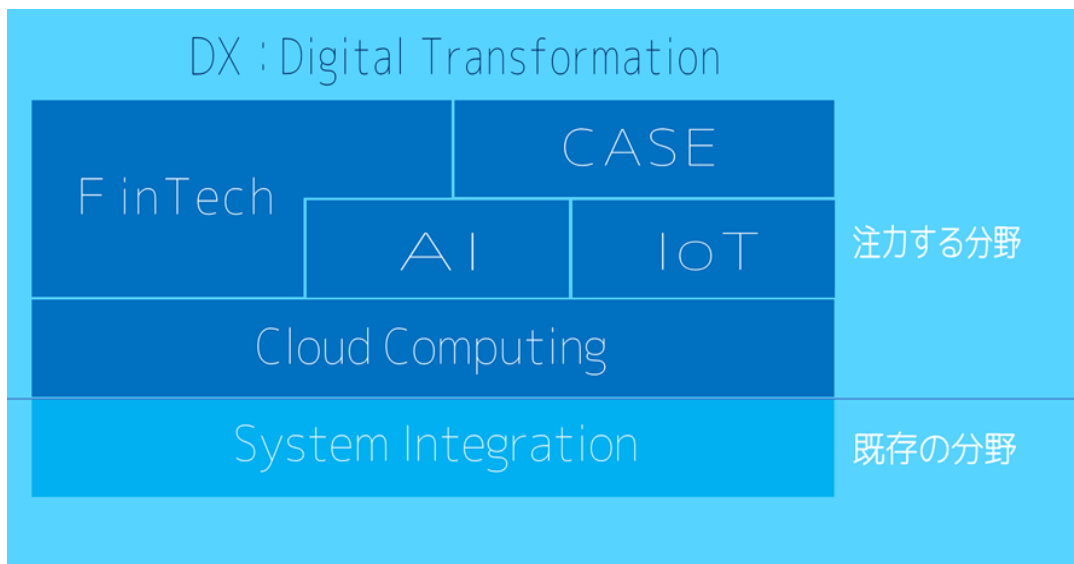 DX：Digital Transformation
CASE
FinTech
AI
IoT
注力する分野
Cloud Computing
System Integration
既存の分野